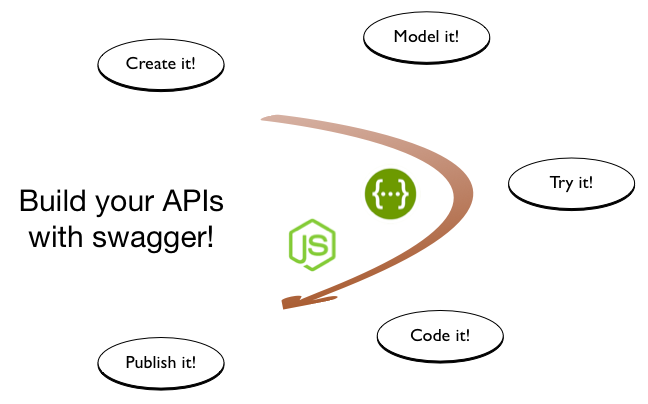 Create it!
Model it!
Try it!
Build your APIs
with swagger!
{...}
JS
Code it!
Publish it!